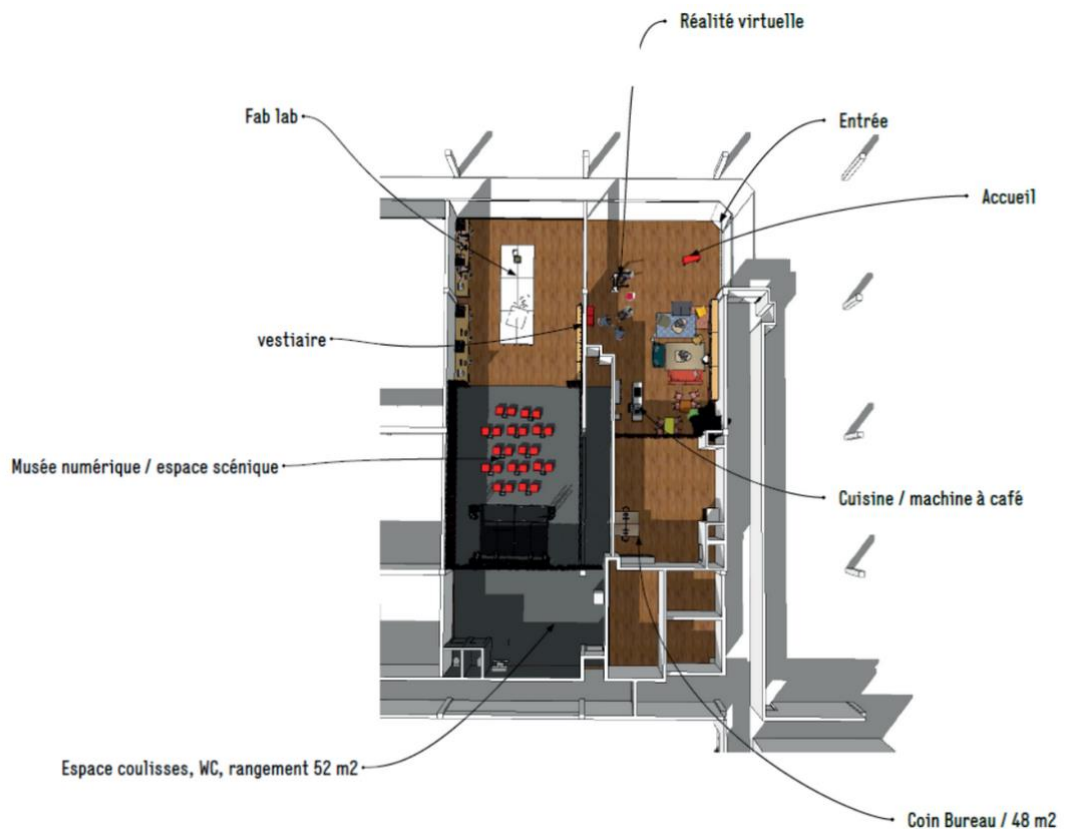 Réalité virtuelle
Fab lab
Entrée
Accueil
vestiaire
Musée numérique / espace scénique
Cuisine / machine à café
Espace coulisses, WC, rangement 52 m2
Coin Bureau / 48 m2